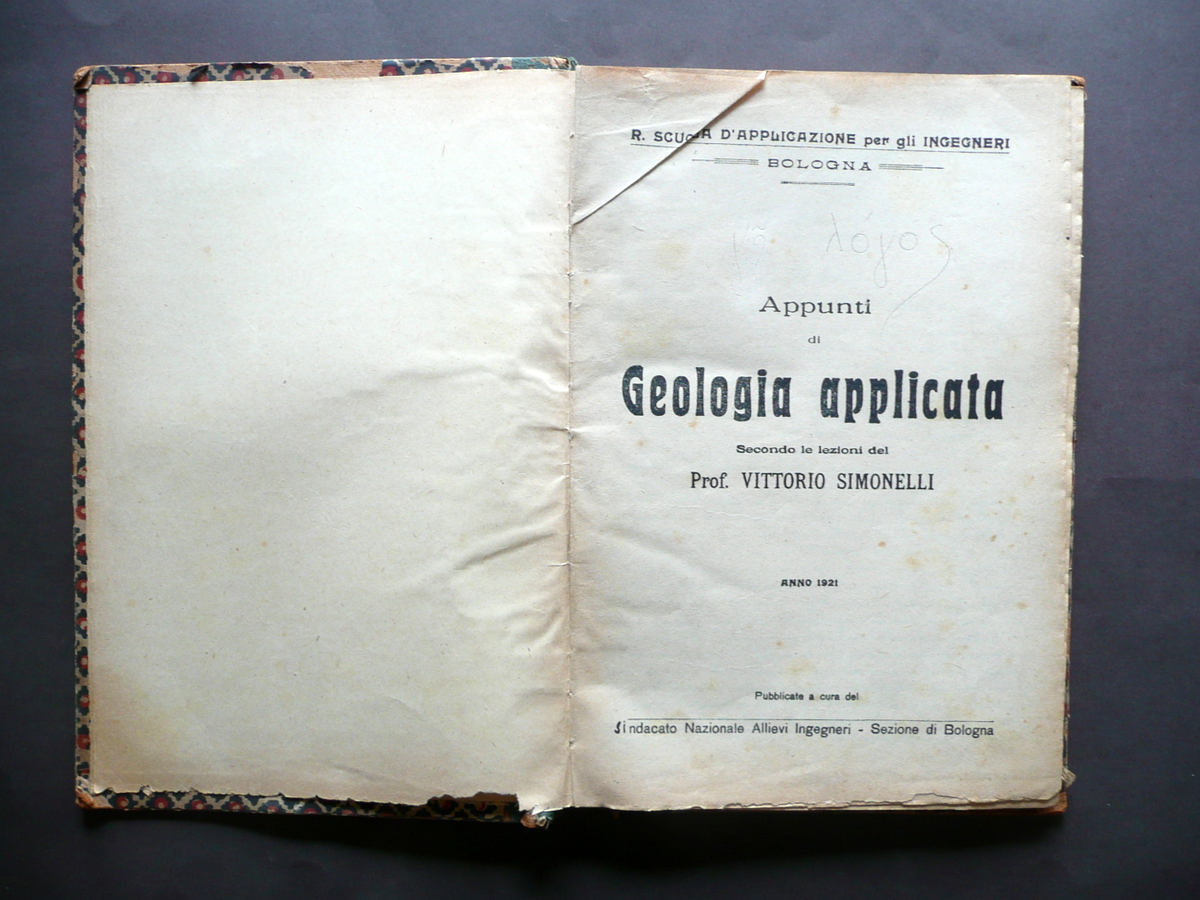 R. SCUOLA D'APPLICAZIONE per gli INGEGNERI
BOLOGNA
λόγος
Appunti
di
Geologia applicata
Secondo le lezioni del
Prof. VITTORIO SIMONELLI
ANNO 1921
Pubblicate a cura del
Sindacato Nazionale Allievi Ingegneri - Sezione di Bologna